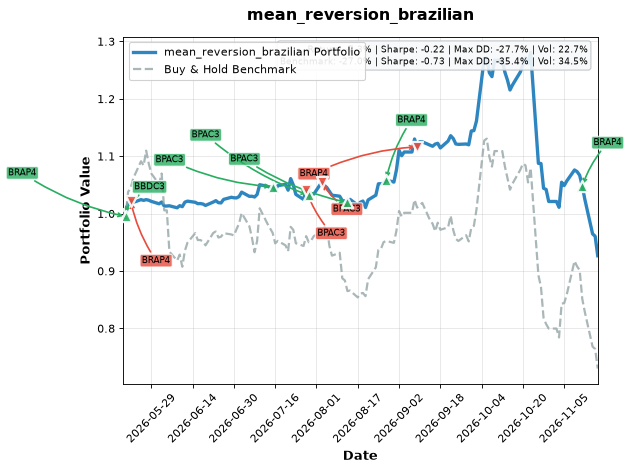 mean_reversion_brazilian
mean_reversion_brazilian Portfolio
% | Sharpe: -0.22 | Max DD: -27.7% | Vol: 22.7%
Buy & Hold Benchmark
% | Sharpe: -0.73 | Max DD: -35.4% | Vol: 34.5%
1.3
1.2
1.1
1.0
0.9
0.8
Portfolio Value
BRAP4
BBDC3
BRAP4
BPAC3
BPAC3
BPAC3
BRAP4
BPAC3
BPAC3
BRAP4
BRAP4
2026-05-29
2026-06-14
2026-06-30
2026-07-16
2026-08-01
2026-08-17
2026-09-02
2026-09-18
2026-10-04
2026-10-20
2026-11-05
Date